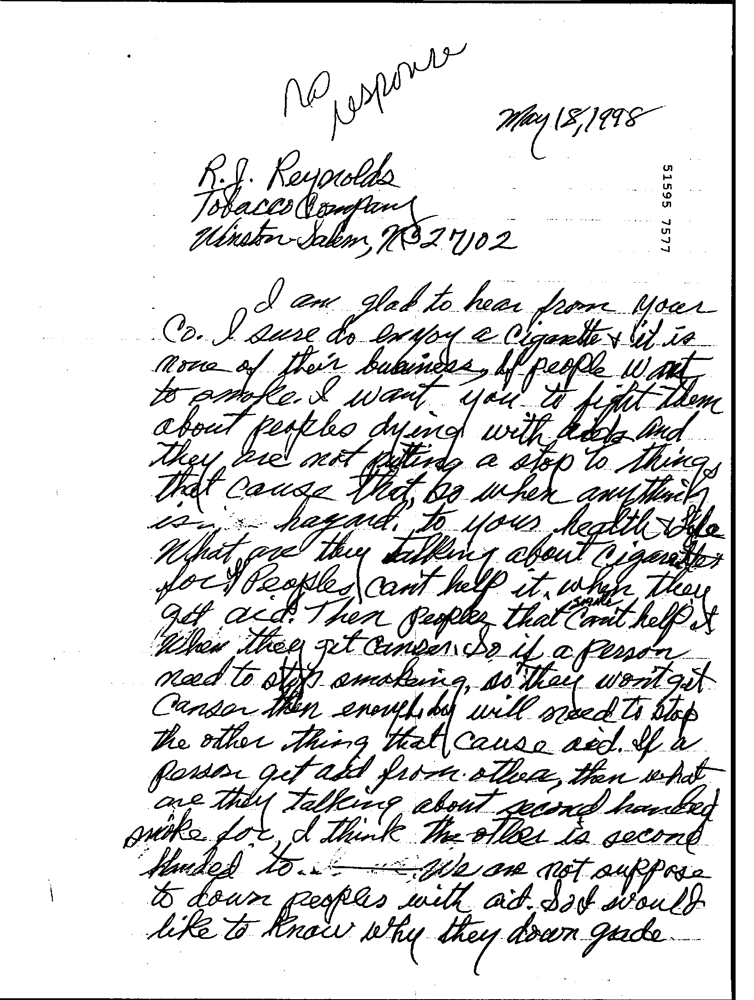 no
response
May 18, 1998
R.J. Reynolds
Tobacco Company
Winston-Salem, NC 27102
51595 7577
I am glad to hear from your
Co. I sure do enjoy a cigarette & it is
none of their business, if people want
to smoke. I want you to fight them
about peoples dying with aids and
they are not putting a stop to things
that cause that, so when anything
is hazard. to your health & life
What are they talking about cigarettes
for? Peoples can't help it, when they
get aid. Then peoples that smoke can't help it
When they get canser. So if a person
need to stop smoking, so they wont get
Canser then everybody will need to stop
the other thing that cause aid. If a
person get aid from other, then what
are they talking about second handed
smoke for, I think the other is second
handed to. We are not suppose
to down peoples with aid. So I would
like to know why they down grade